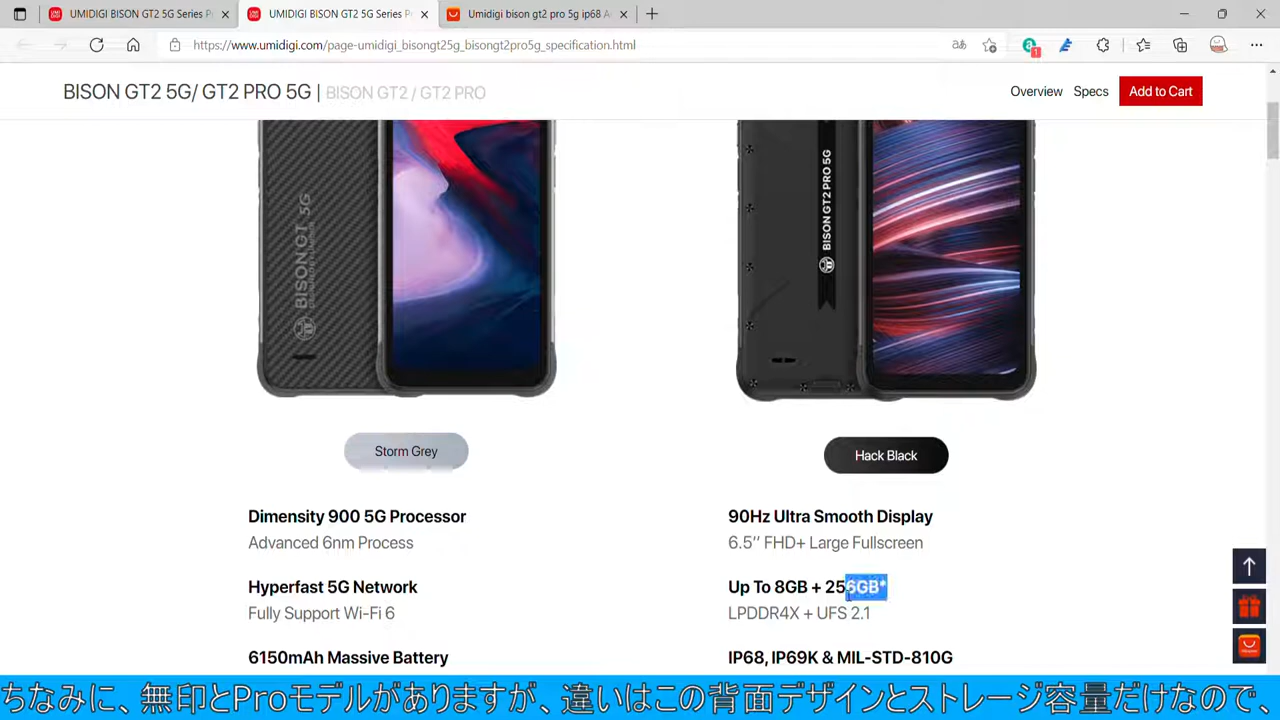 UMIDIGI BISON GT2 5G Series P
UMIDIGI BISON GT2 5G Series P
Umidigi bison gt2 pro 5g ip68 A
https://www.umidigi.com/page-umidigi_bisongt25g_bisongt2pro5g_specification.html
BISON GT2 5G/ GT2 PRO 5G | BISON GT2 / GT2 PRO
Overview
Specs
Add to Cart
BISON GT 5G
BISON GT2 PRO 5G
Storm Grey
Hack Black
Dimensity 900 5G Processor
Advanced 6nm Process
90Hz Ultra Smooth Display
6.5’’ FHD+ Large Fullscreen
Hyperfast 5G Network
Fully Support Wi-Fi 6
Up To 8GB + 256GB*
LPDDR4X + UFS 2.1
6150mAh Massive Battery
IP68, IP69K & MIL-STD-810G
ちなみに、無印とProモデルがありますが、違いはこの背面デザインとストレージ容量だけなので、